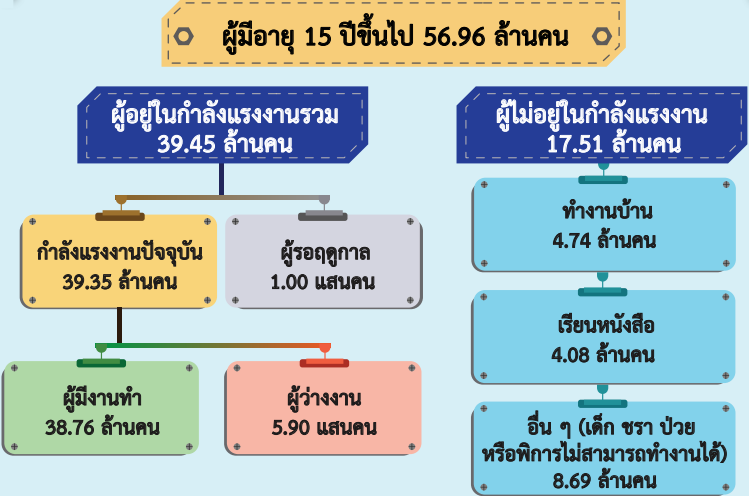 ผู้มีอายุ 15 ปีขึ้นไป 56.96 ล้านคน
ผู้อยู่ในกำลังแรงงานรวม
39.45 ล้านคน
กำลังแรงงานปัจจุบัน
39.35 ล้านคน
ผู้รอฤดูกาล
1.00 แสนคน
ผู้มีงานทำ
38.76 ล้านคน
ผู้ว่างงาน
5.90 แสนคน
ผู้ไม่อยู่ในกำลังแรงงาน
17.51 ล้านคน
ทำงานบ้าน
4.74 ล้านคน
เรียนหนังสือ
4.08 ล้านคน
อื่น ๆ (เด็ก ชรา ป่วย
หรือพิการไม่สามารถทำงานได้)
8.69 ล้านคน